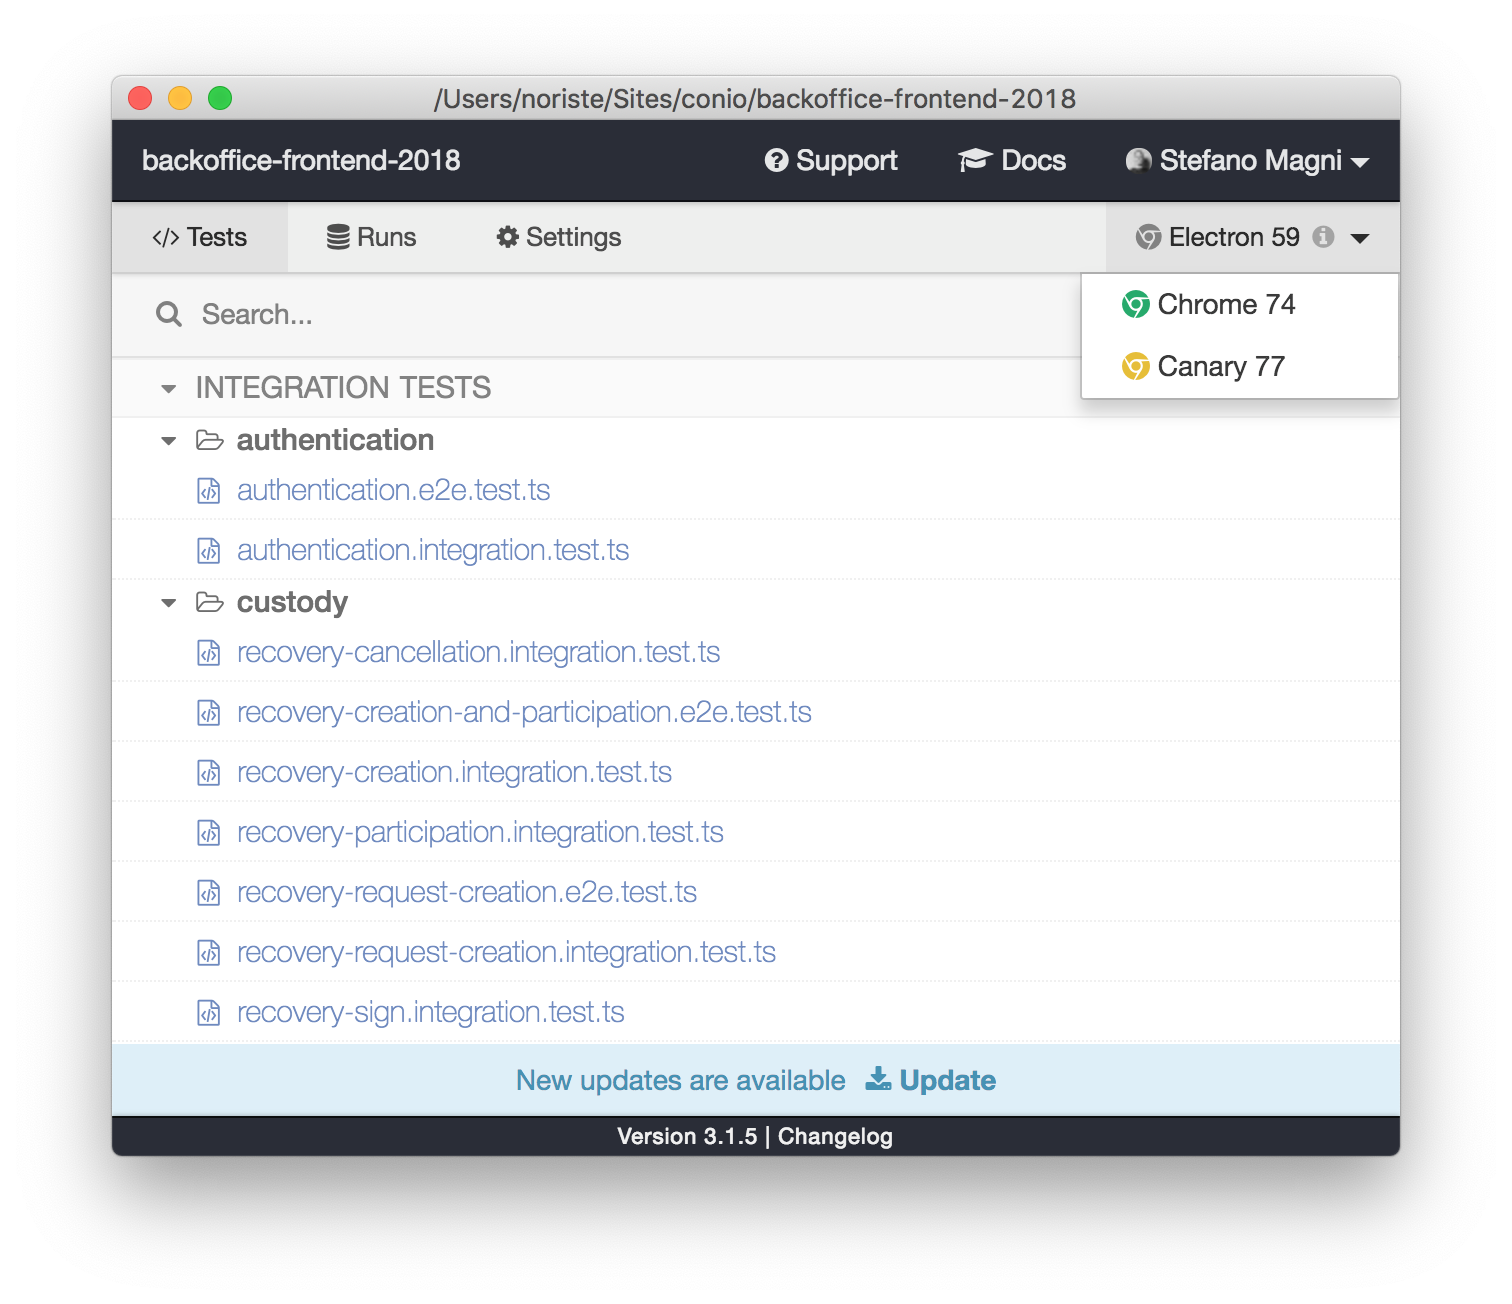 /Users/noriste/Sites/conio/backoffice-frontend-2018
backoffice-frontend-2018 Support Docs Stefano Magni
</> Tests Runs Settings Electron 59
Search...
Chrome 74
Canary 77
INTEGRATION TESTS
authentication
authentication.e2e.test.ts
authentication.integration.test.ts
custody
recovery-cancellation.integration.test.ts
recovery-creation-and-participation.e2e.test.ts
recovery-creation.integration.test.ts
recovery-participation.integration.test.ts
recovery-request-creation.e2e.test.ts
recovery-request-creation.integration.test.ts
recovery-sign.integration.test.ts
New updates are available Update
Version 3.1.5 | Changelog